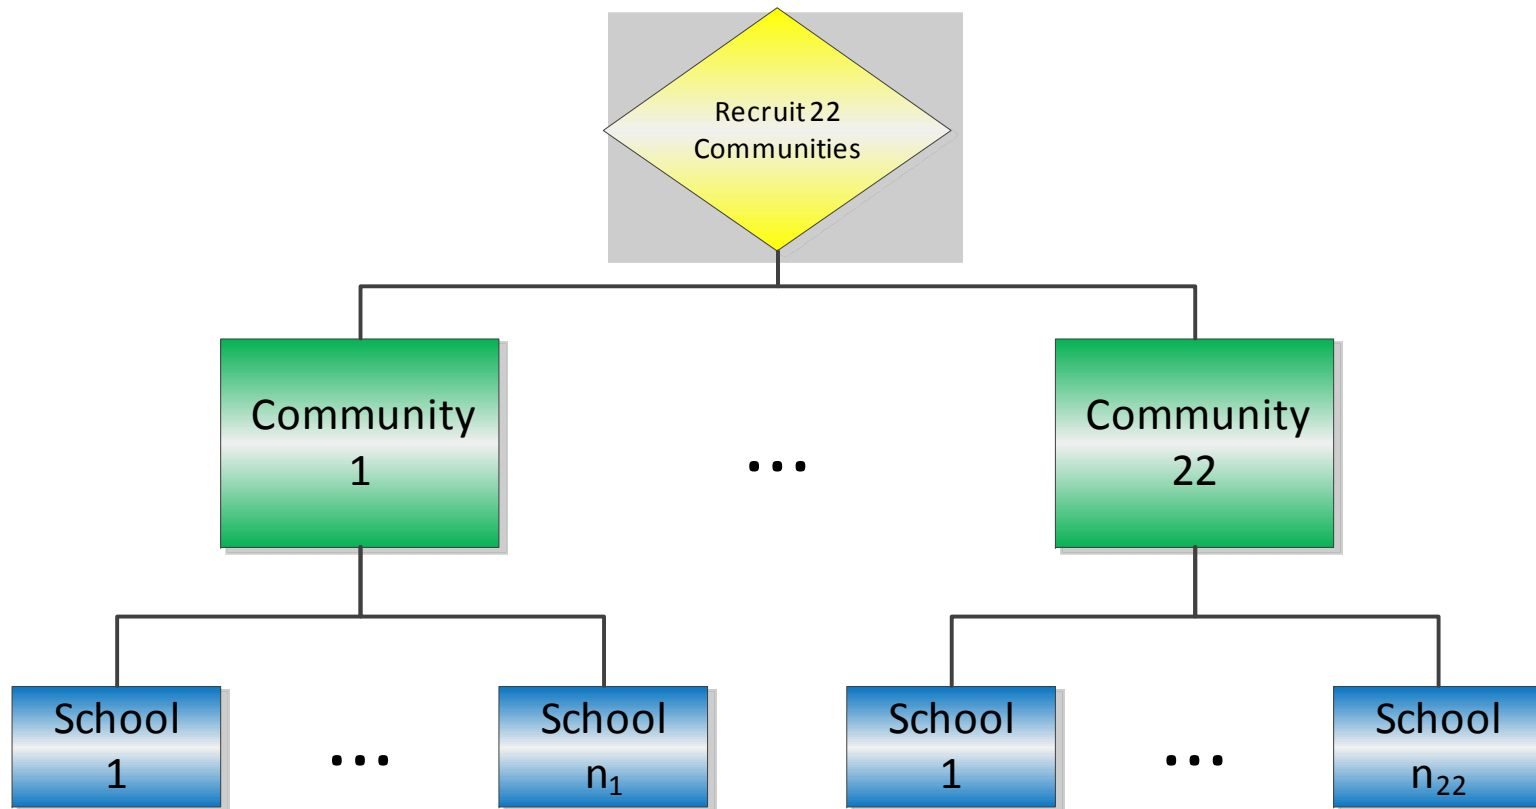 Recruit 22
Communities
Community
1
...
Community
22
School
1
...
School
n₁
School
1
...
School
n₂₂